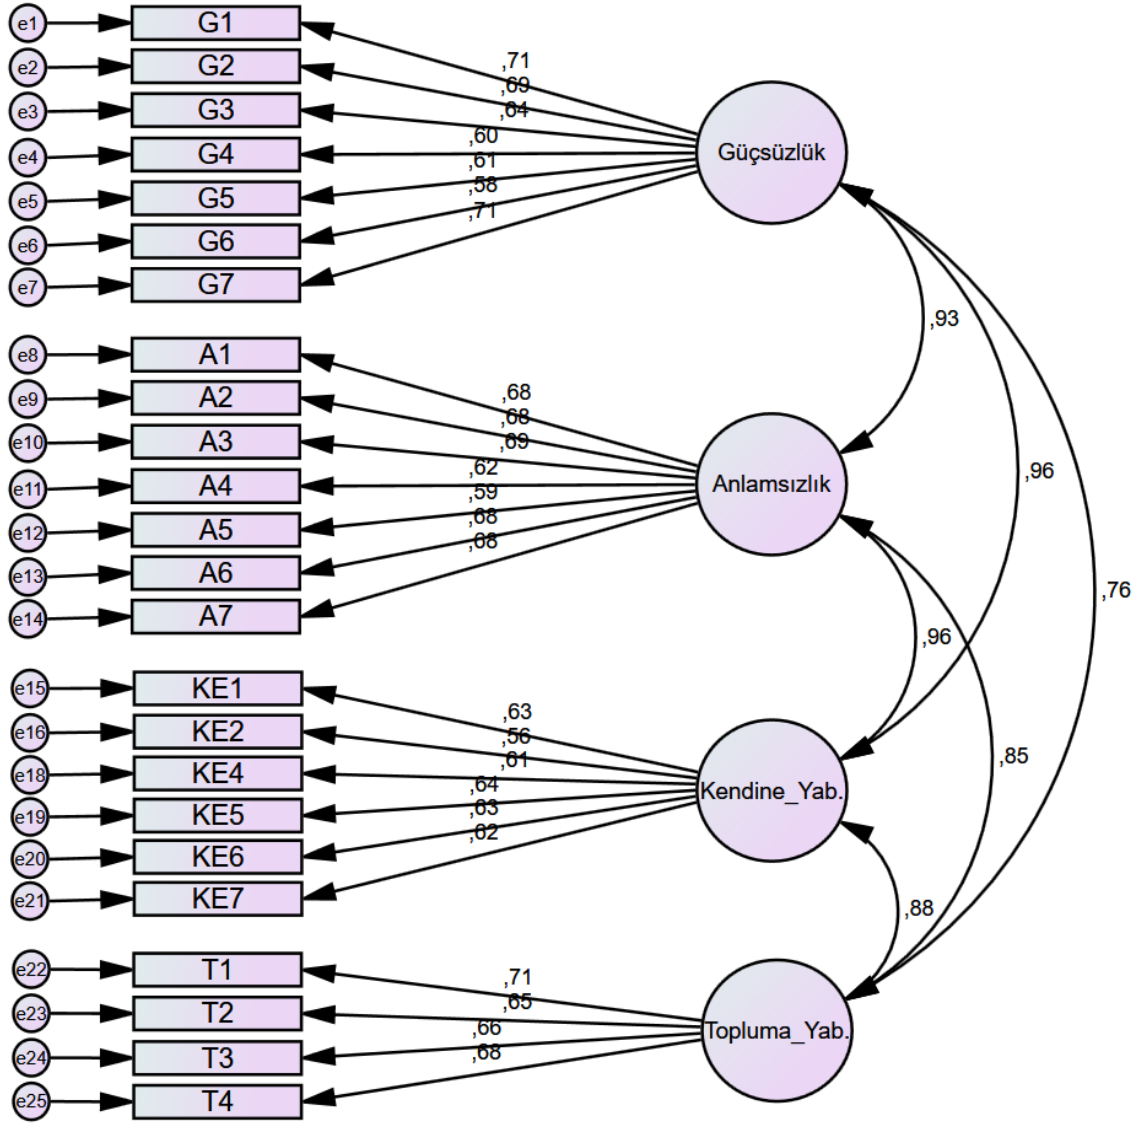 e1 G1
e2 G2
e3 G3
e4 G4
e5 G5
e6 G6
e7 G7
,71
,69
,64
,60
,61
,58
,71
Güçsüzlük
,93
e8 A1
e9 A2
e10 A3
e11 A4
e12 A5
e13 A6
e14 A7
,68
,68
,69
,62
,59
,68
,68
Anlamsızlık
,96
,96
,76
e15 KE1
e16 KE2
e18 KE4
e19 KE5
e20 KE6
e21 KE7
,63
,56
,61
,64
,63
,62
Kendine_Yab.
,85
,88
e22 T1
e23 T2
e24 T3
e25 T4
,71
,65
,66
,68
Topluma_Yab.